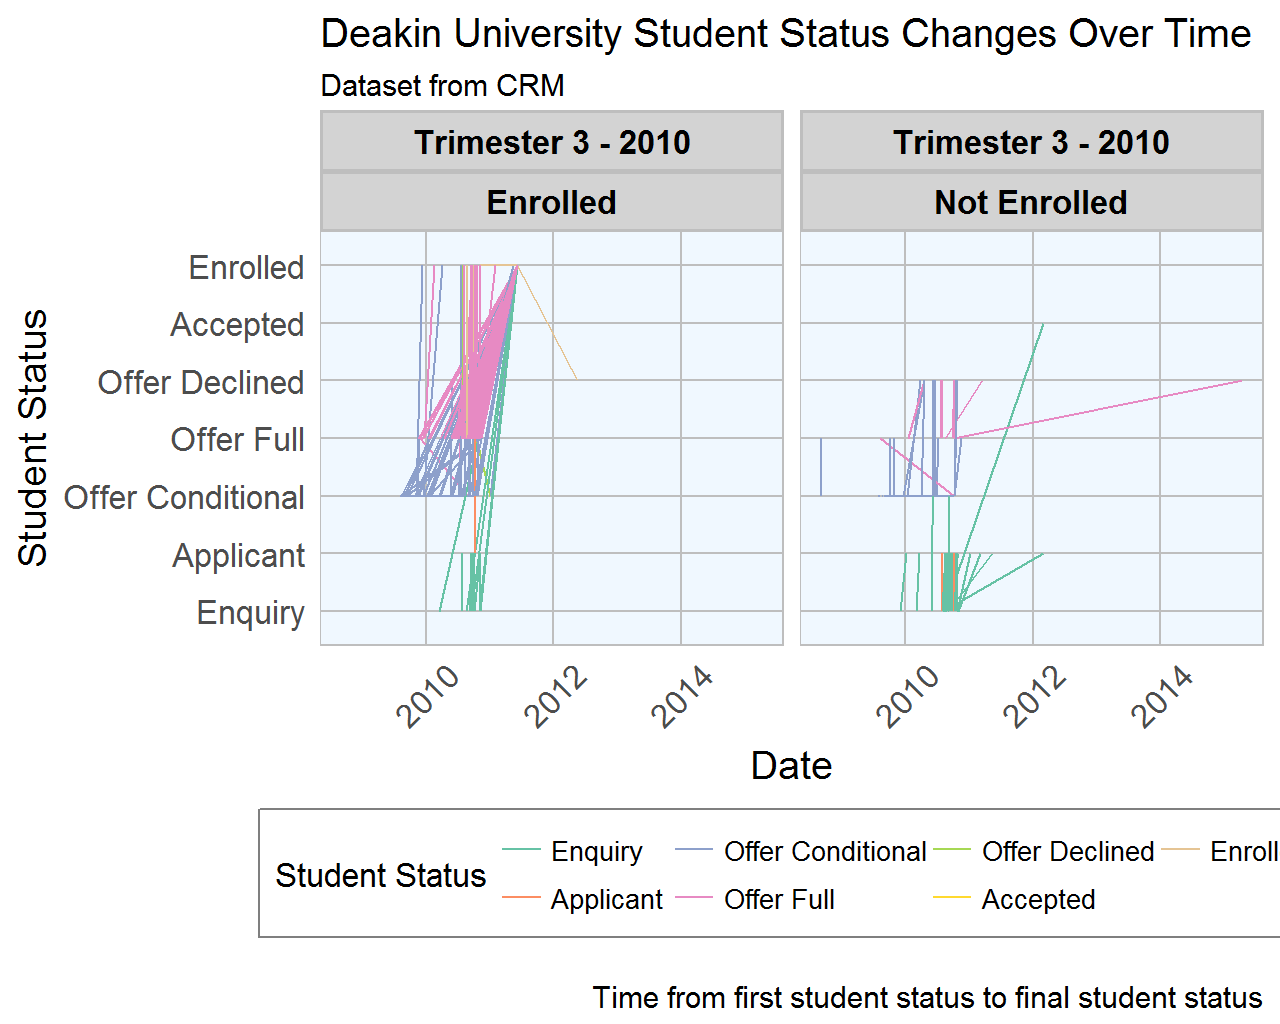 Deakin University Student Status Changes Over Time
Dataset from CRM
Trimester 3 - 2010
Trimester 3 - 2010
Enrolled
Not Enrolled
Student Status
Enrolled
Accepted
Offer Declined
Offer Full
Offer Conditional
Applicant
Enquiry
2010
2012
2014
2010
2012
2014
Date
Student Status
Enquiry
Offer Conditional
Offer Declined
Enroll
Applicant
Offer Full
Accepted
Time from first student status to final student status